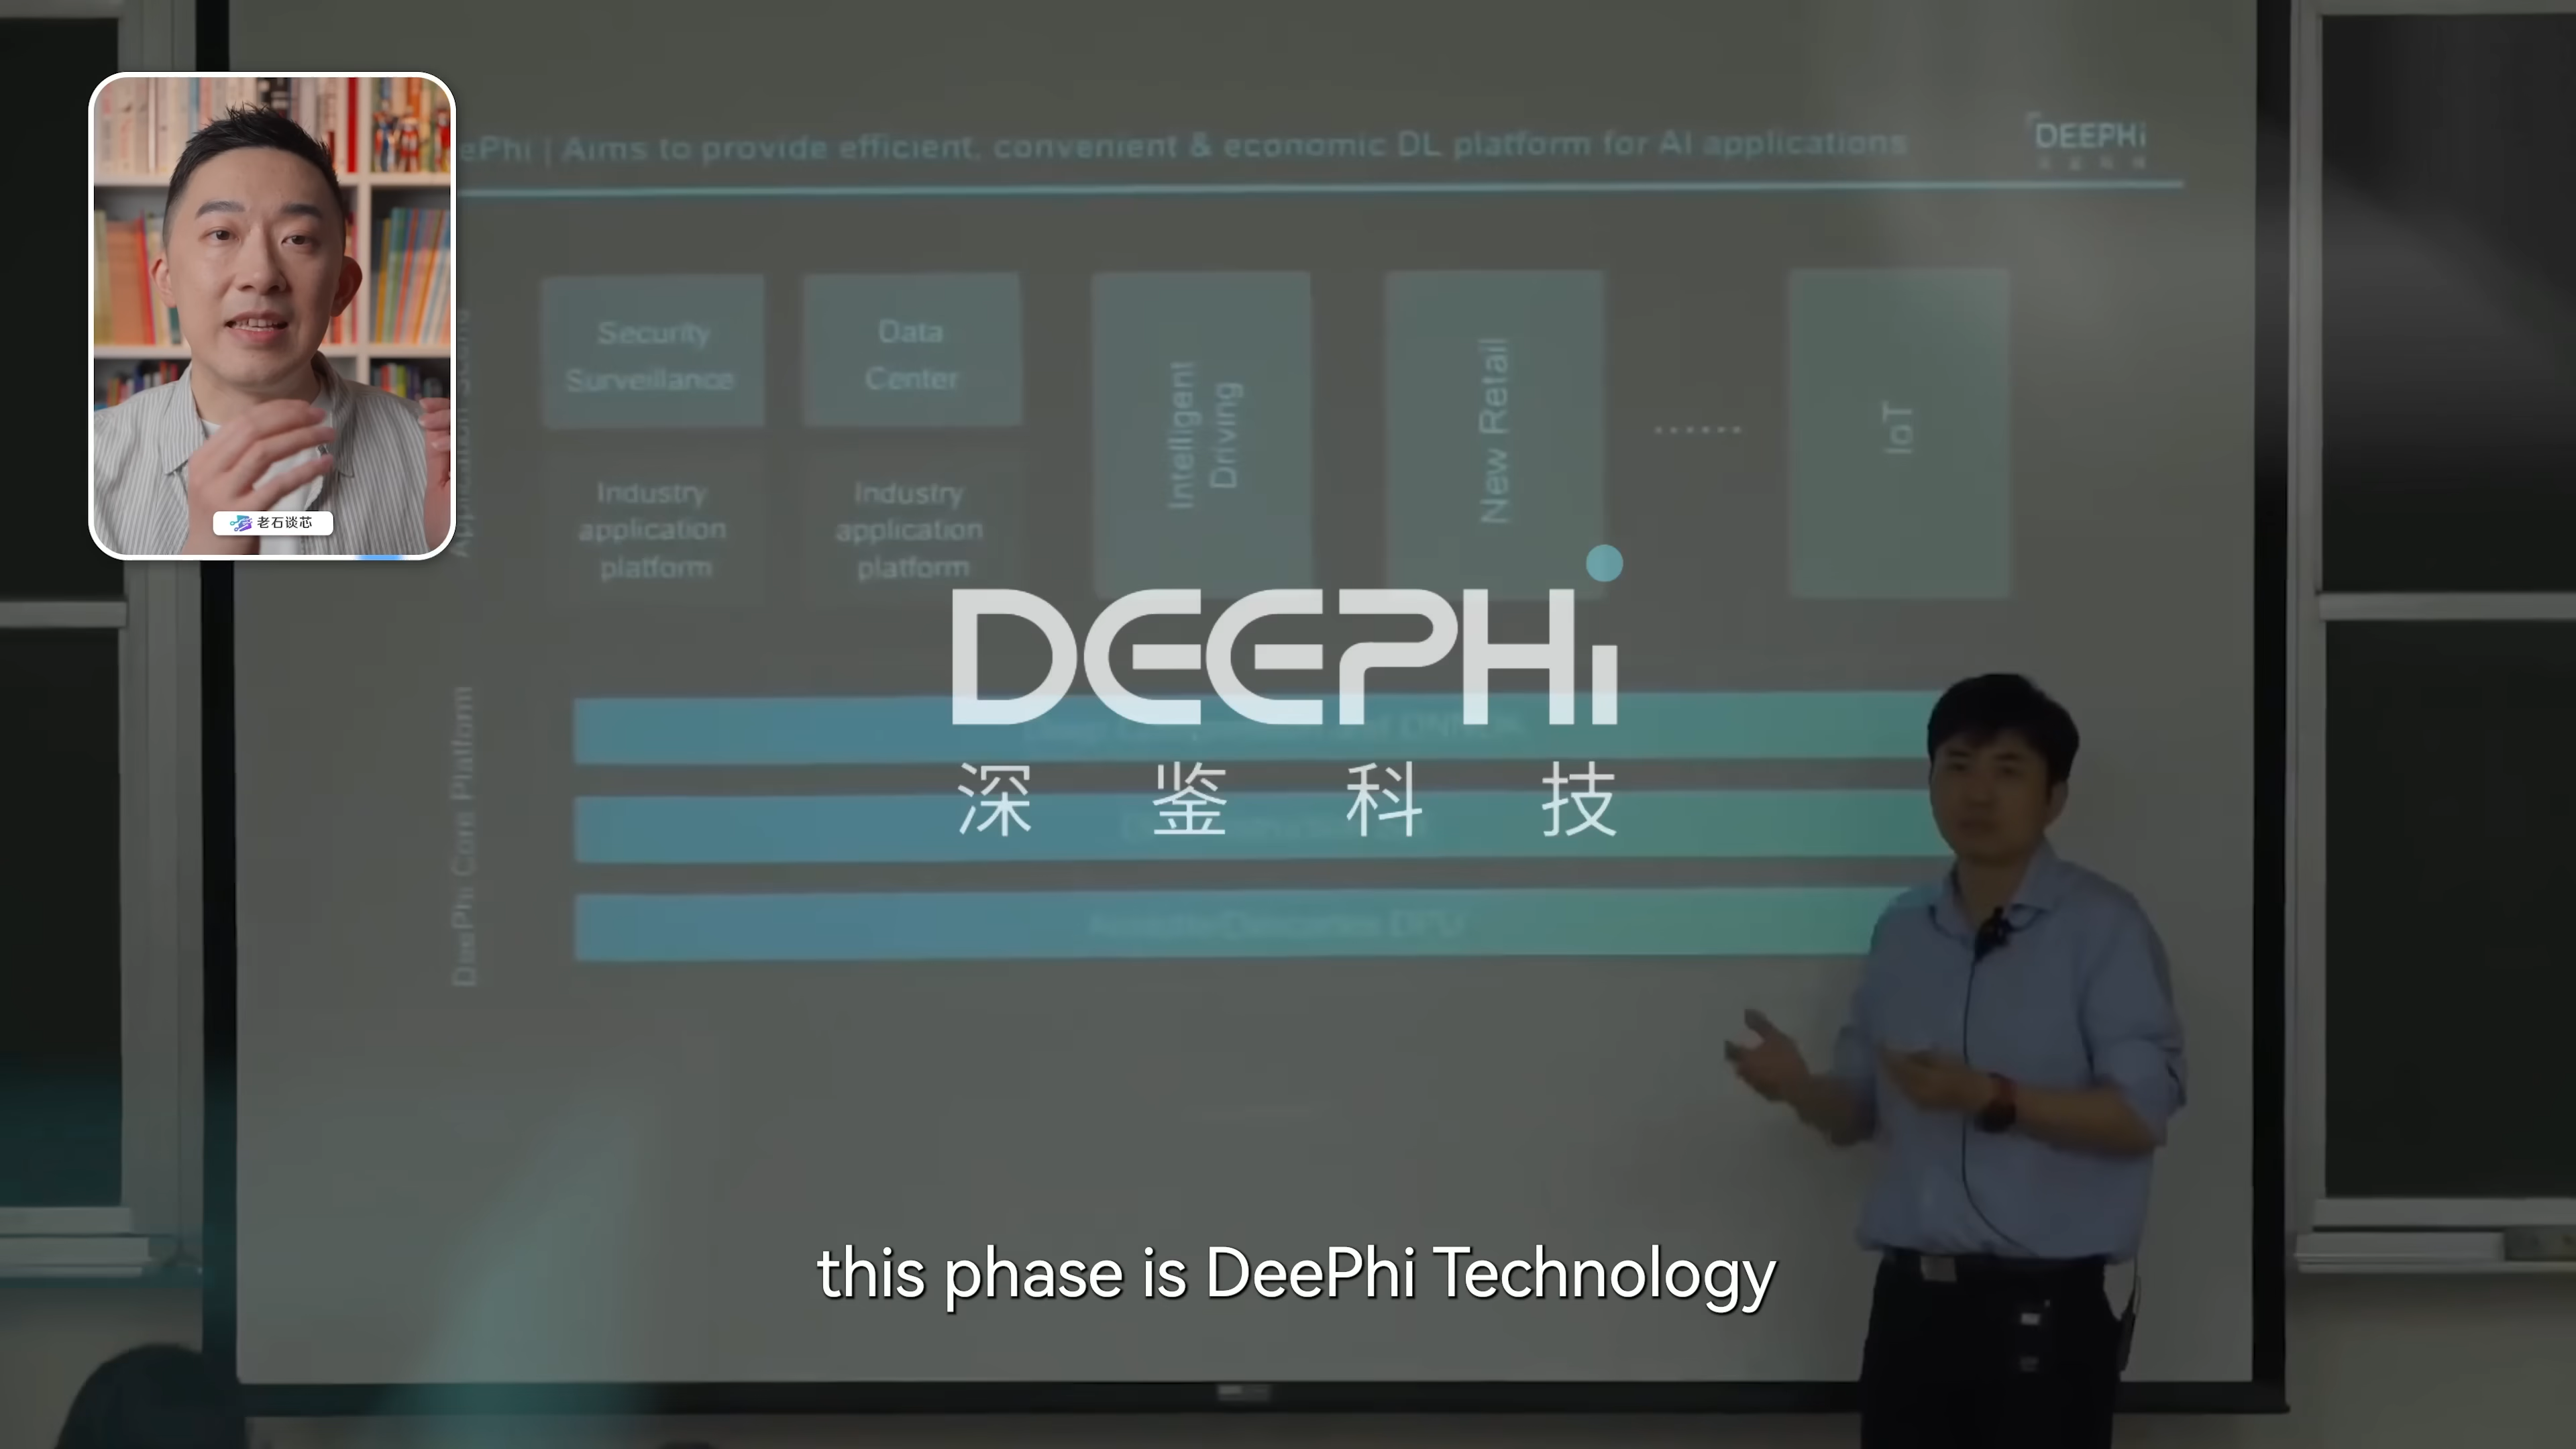 ePhi | Aims to provide efficient, convenient & economic DL platform for AI applications
DEEPHi
老石谈芯
Security
Surveillance
Data
Center
Intelligent
Driving
New Retail
......
IoT
Industry
application
platform
Industry
application
platform
DEEPHi
深鉴科技
DeePhi Core Platform
this phase is DeePhi Technology